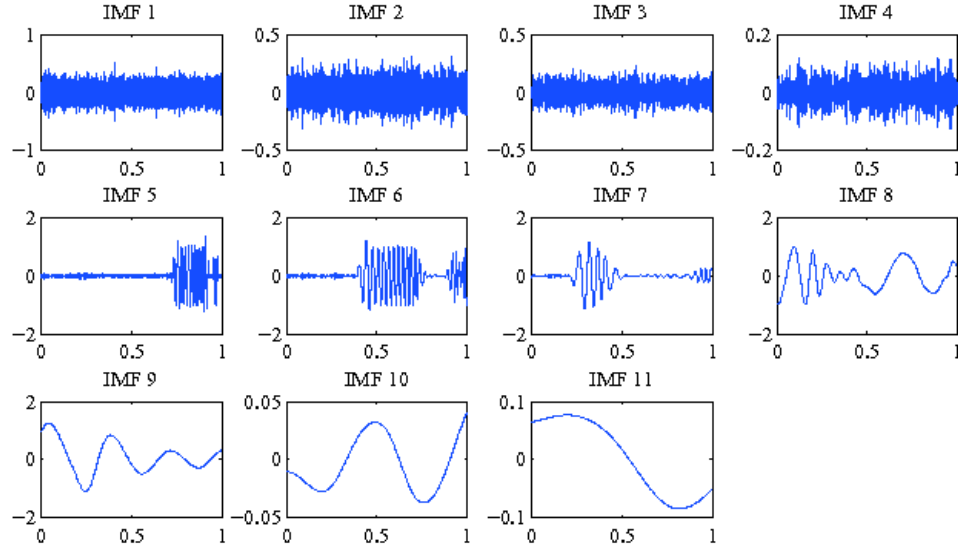 IMF 1 IMF 2 IMF 3 IMF 4
1 0.5 0.5 0.2
0 0 0 0
−1 −0.5 −0.5 −0.2
0 0.5 1 0 0.5 1 0 0.5 1 0 0.5 1
IMF 5 IMF 6 IMF 7 IMF 8
2 2 2 2
0 0 0 0
−2 −2 −2 −2
0 0.5 1 0 0.5 1 0 0.5 1 0 0.5 1
IMF 9 IMF 10 IMF 11
2 0.05 0.1
0 0 0
−2 −0.05 −0.1
0 0.5 1 0 0.5 1 0 0.5 1